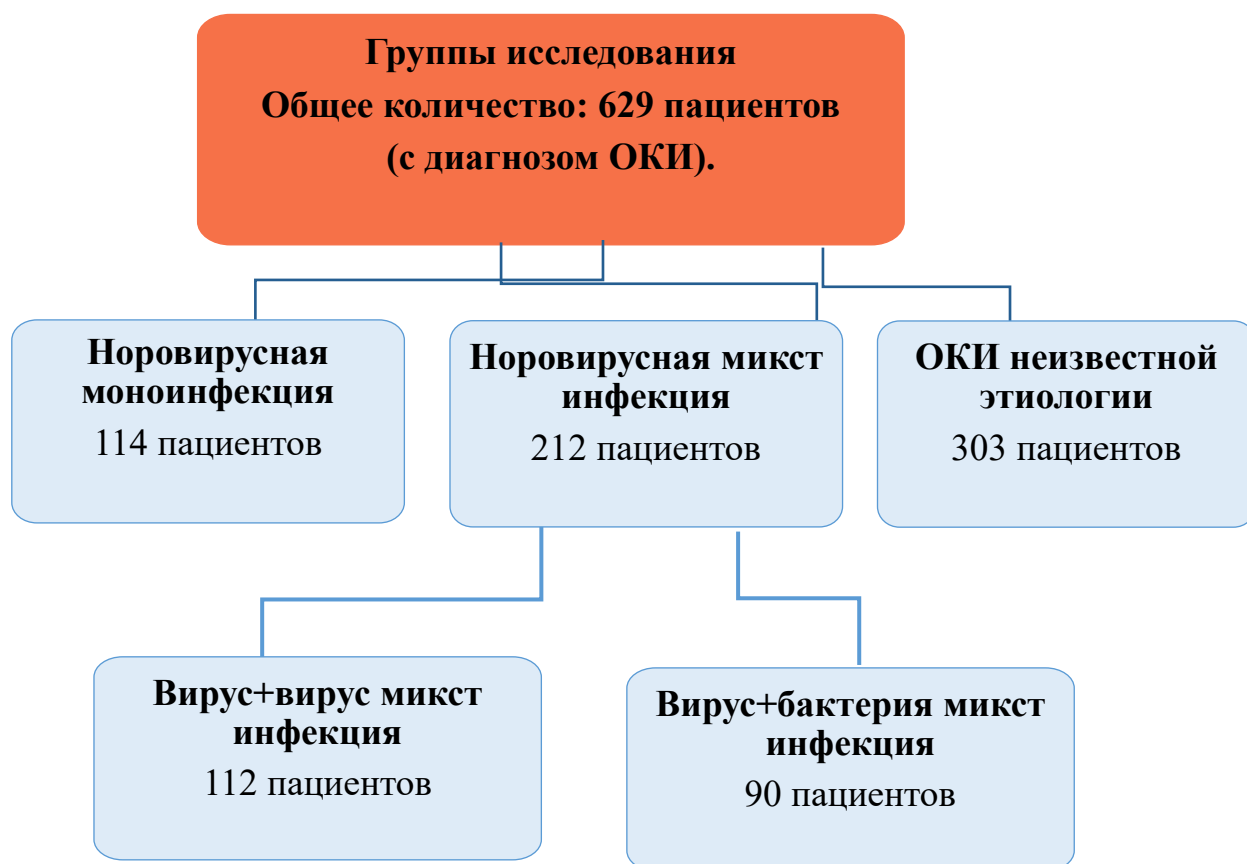 Группы исследования
Общее количество: 629 пациентов
(с диагнозом ОКИ).
Норовирусная
моноинфекция
114 пациентов
Норовирусная микст
инфекция
212 пациентов
ОКИ неизвестной
этиологии
303 пациентов
Вирус+вирус микст
инфекция
112 пациентов
Вирус+бактерия микст
инфекция
90 пациентов